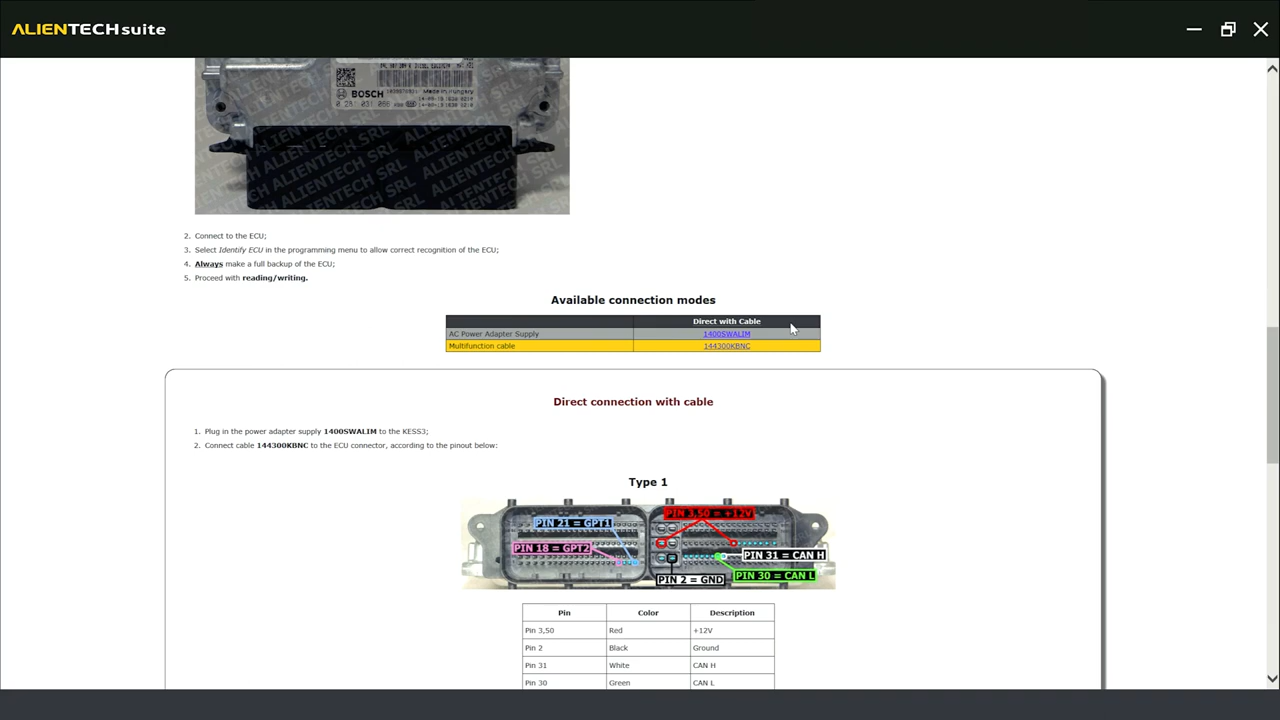 ALIENTECH suite
BOSCH
Made in Hungary
0 281 031 066
ALIENTECH SRL
2. Connect to the ECU;
3. Select Identify ECU in the programming menu to allow correct recognition of the ECU;
4. Always make a full backup of the ECU;
5. Proceed with reading/writing.
Available connection modes
Direct with Cable
AC Power Adapter Supply 1400SWALIM
Multifunction cable 144300KBNC
Direct connection with cable
1. Plug in the power adapter supply 1400SWALIM to the KESS3;
2. Connect cable 144300KBNC to the ECU connector, according to the pinout below:
Type 1
PIN 3,50 = +12V
PIN 21 = GPT1
PIN 18 = GPT2
PIN 31 = CAN H
PIN 30 = CAN L
PIN 2 = GND
Pin Color Description
Pin 3,50 Red +12V
Pin 2 Black Ground
Pin 31 White CAN H
Pin 30 Green CAN L